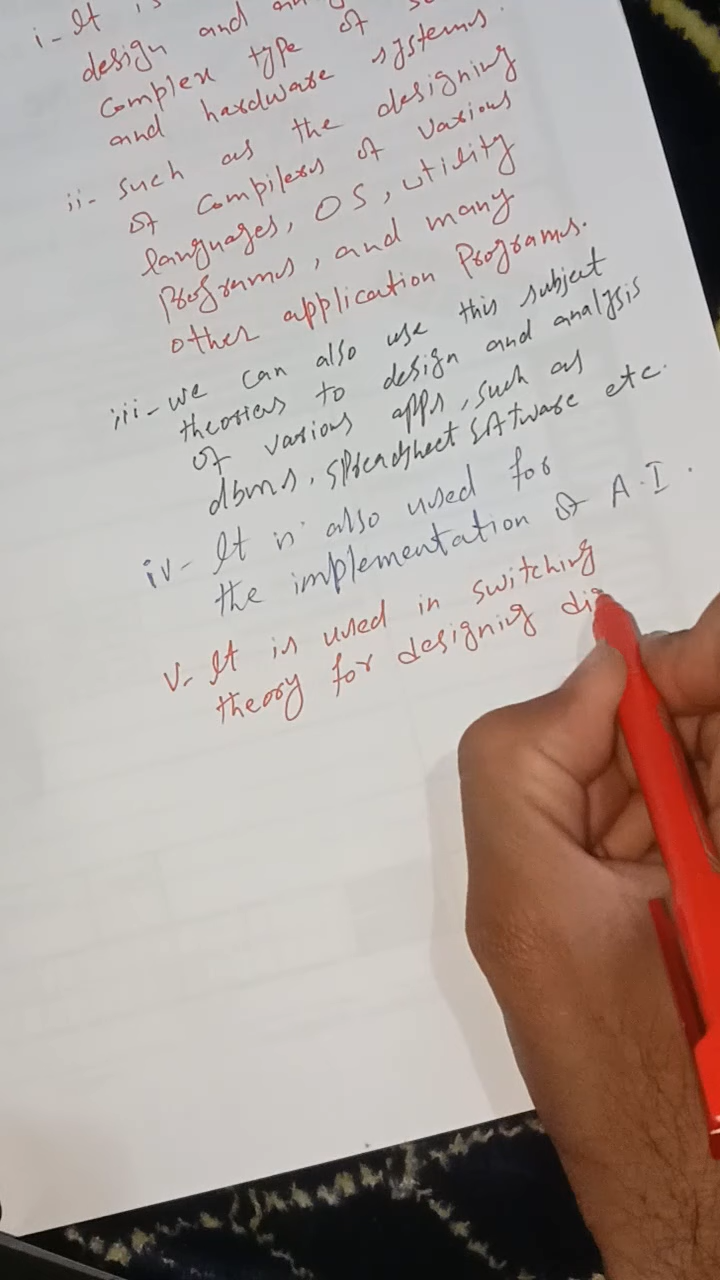 i- It is
design and
complex type of
and hardware systems.
ii- such as the designing
of compilers of various
languages, OS, utility
programs, and many
other application programs.
iii- we can also use this subject
theories to design and analysis
of various apps, such as
dbms, spreadsheet software etc.
iv- It is also used for
the implementation of A.I.
v- It is used in switching
theory for designing dig